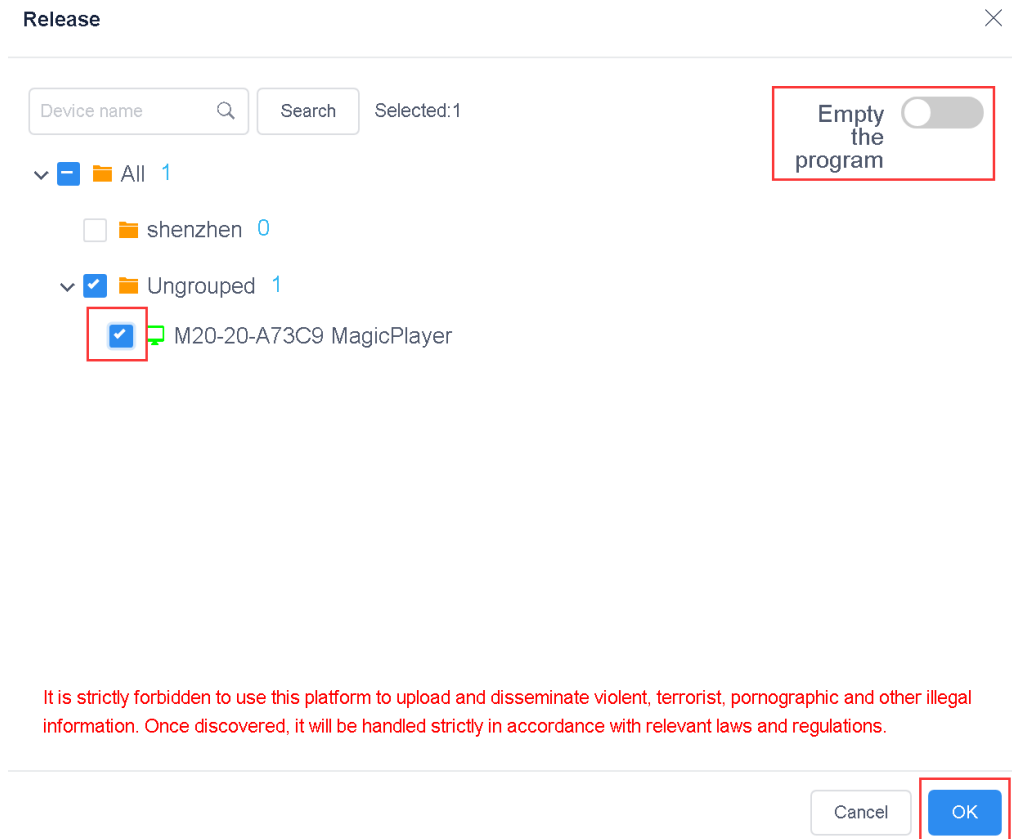 Release
Device name
Search
Selected:1
Empty
the
program
All 1
shenzhen 0
Ungrouped 1
M20-20-A73C9 MagicPlayer
It is strictly forbidden to use this platform to upload and disseminate violent, terrorist, pornographic and other illegal
information. Once discovered, it will be handled strictly in accordance with relevant laws and regulations.
Cancel
OK